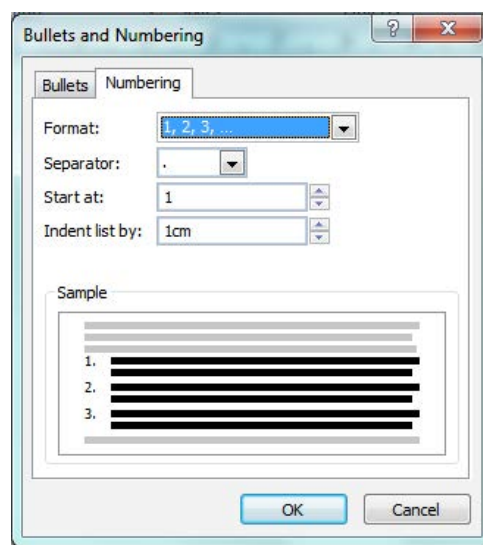 Bullets and Numbering
Bullets Numbering
Format: 1, 2, 3, ...
Separator: .
Start at: 1
Indent list by: 1cm
Sample
1.
2.
3.
OK Cancel